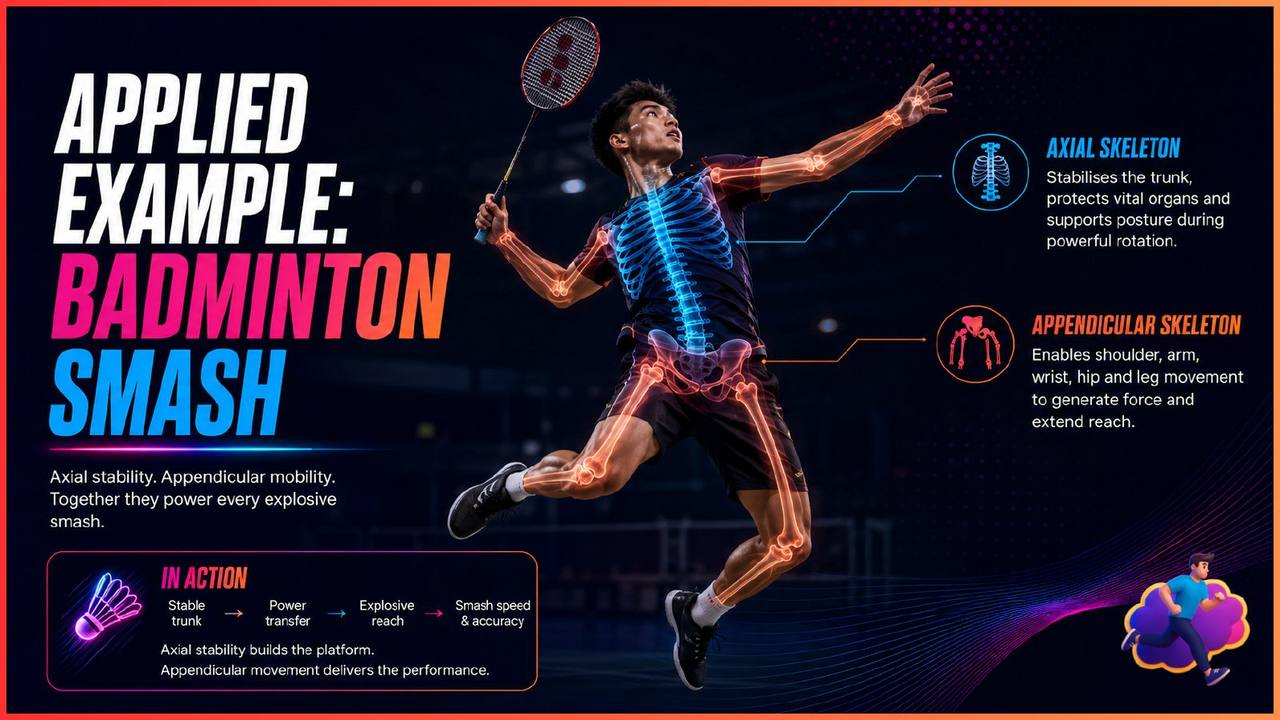 APPLIED
EXAMPLE:
BADMINTON
SMASH
Axial stability. Appendicular mobility.
Together they power every explosive
smash.
IN ACTION
Stable trunk → Power transfer → Explosive reach → Smash speed & accuracy
Axial stability builds the platform.
Appendicular movement delivers the performance.
AXIAL SKELETON
Stabilises the trunk,
protects vital organs and
supports posture during
powerful rotation.
APPENDICULAR SKELETON
Enables shoulder, arm,
wrist, hip and leg movement
to generate force and
extend reach.